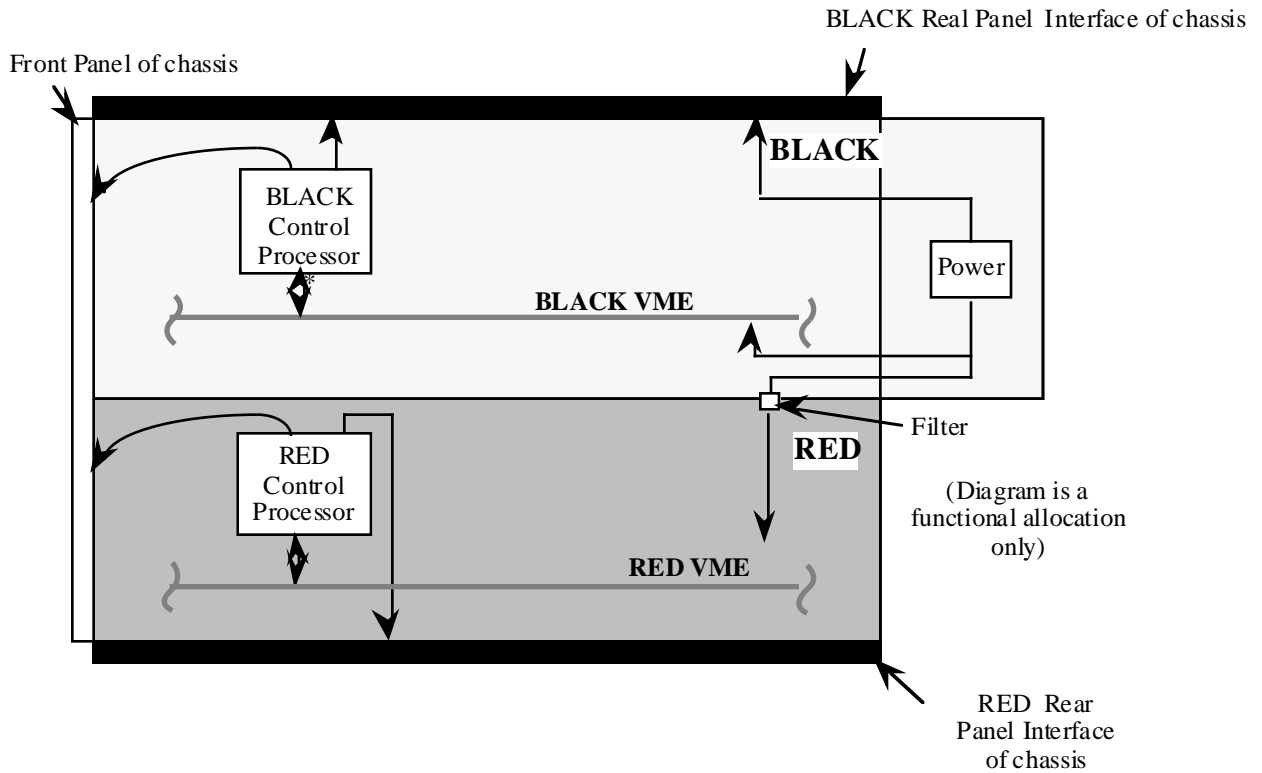 BLACK Real Panel Interface of chassis
Front Panel of chassis
BLACK
BLACK
Control
Processor
*
Power
BLACK VME
Filter
RED
RED
Control
Processor
(Diagram is a
functional allocation
only)
RED VME
RED Rear
Panel Interface
of chassis